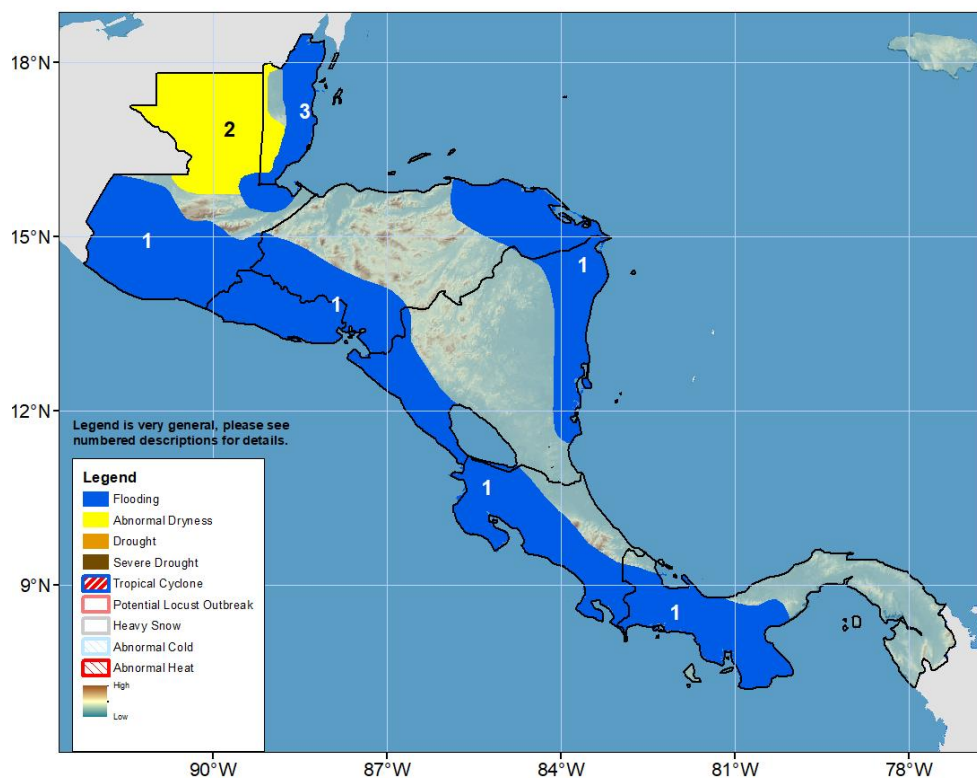 18°N
3
2
15°N
1
1
1
12°N
Legend is very general, please see
numbered descriptions for details.
Legend
Flooding
Abnormal Dryness
Drought
Severe Drought
Tropical Cyclone
Potential Locust Outbreak
Heavy Snow
Abnormal Cold
Abnormal Heat
High
Low
1
9°N
1
90°W 87°W 84°W 81°W 78°W